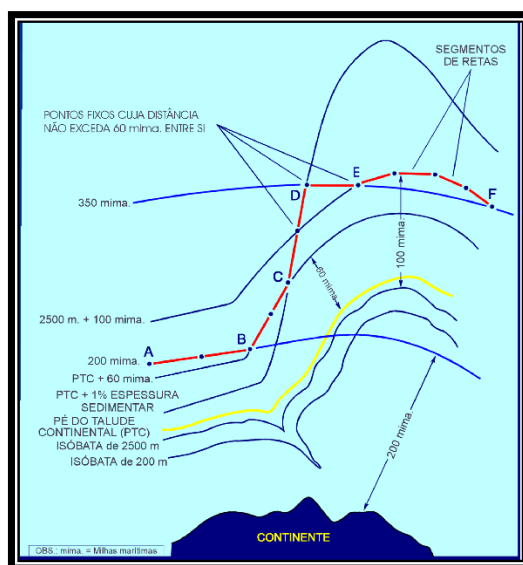 SEGMENTOS
DE RETAS
PONTOS FIXOS CUJA DISTÂNCIA
NÃO EXCEDA 60 mima. ENTRE SI
D
E
F
350 mima.
100 mima.
C
60 mima
2500 m. + 100 mima.
A
B
200 mima.
PTC + 60 mima.
PTC + 1% ESPESSURA
SEDIMENTAR
PÉ DO TALUDE
CONTINENTAL (PTC)
ISÓBATA de 2500 m
ISÓBATA de 200 m
200 mima.
CONTINENTE
OBS.: mima. = Milhas marítimas